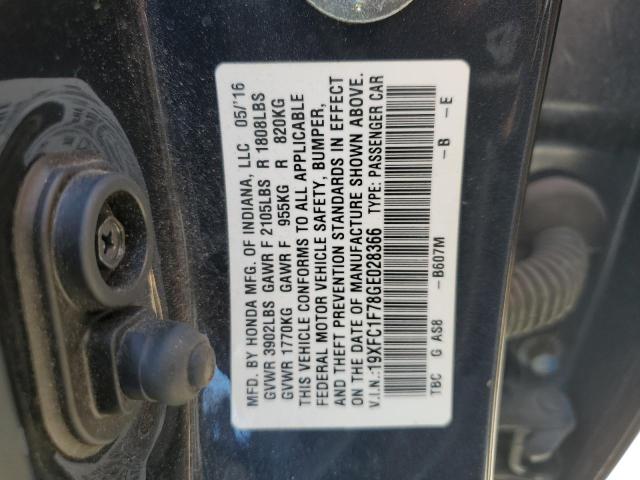 MFD. BY HONDA MFG. OF INDIANA, LLC 05/'16
GVWR 3902LBS GAWR F 2105LBS R 1808LBS
GVWR 1770KG GAWR F 955KG R 820KG
THIS VEHICLE CONFORMS TO ALL APPLICABLE
FEDERAL MOTOR VEHICLE SAFETY, BUMPER,
AND THEFT PREVENTION STANDARDS IN EFFECT
ON THE DATE OF MANUFACTURE SHOWN ABOVE.
V.I.N.:19XFC1F78GE028366 TYPE: PASSENGER CAR
TBC G AS8 -B607M -B -E